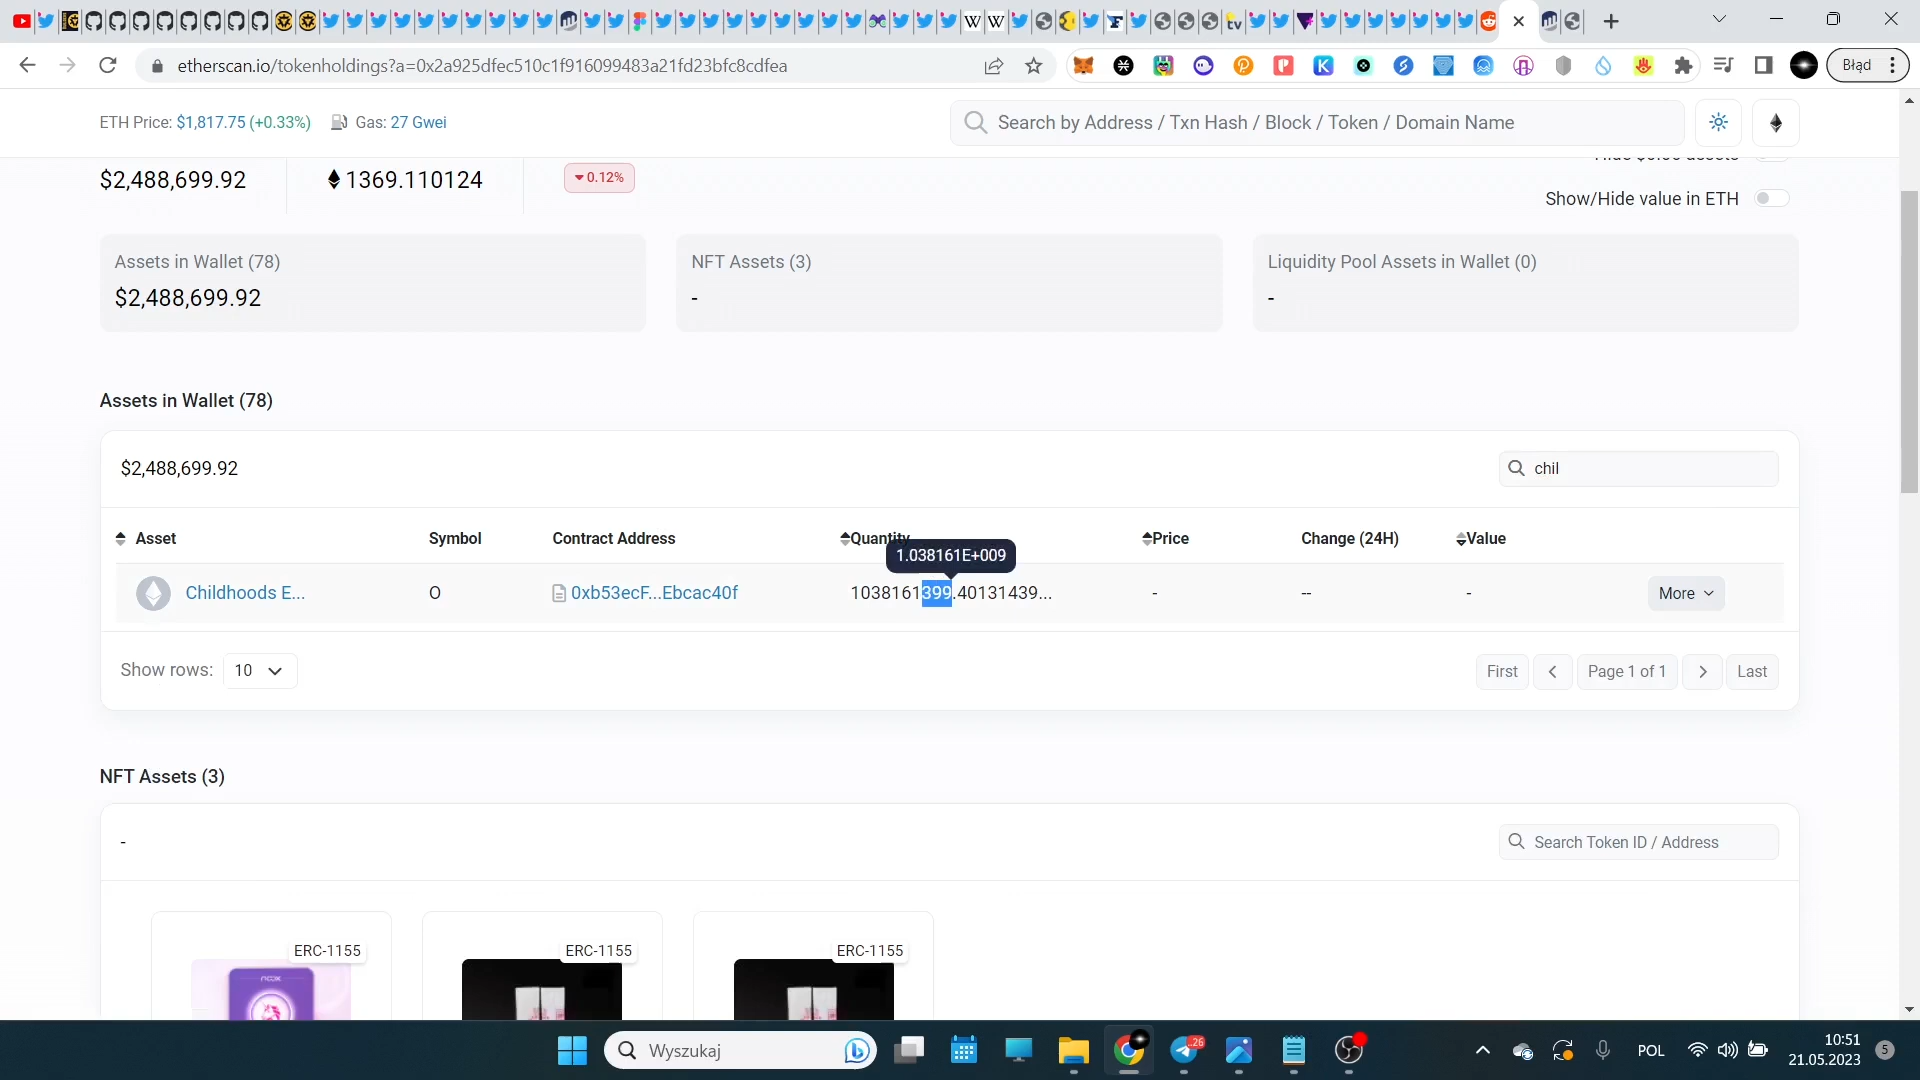 etherscan.io/tokenholdings?a=0x2a925dfec510c1f916099483a21fd23bfc8cdfea
Błąd
ETH Price: $1,817.75 (+0.33%) Gas: 27 Gwei
Search by Address / Txn Hash / Block / Token / Domain Name
$2,488,699.92
1369.110124
0.12%
Show/Hide value in ETH
Assets in Wallet (78)
$2,488,699.92
NFT Assets (3)
-
Liquidity Pool Assets in Wallet (0)
-
Assets in Wallet (78)
$2,488,699.92
chil
Asset Symbol Contract Address Quantity Price Change (24H) Value
1.038161E+009
Childhoods E... O 0xb53ecF...Ebcac40f 1038161399.40131439... - -- - More
Show rows: 10
First Page 1 of 1 Last
NFT Assets (3)
-
Search Token ID / Address
ERC-1155
ERC-1155
ERC-1155
NOOX
Wyszukaj
26
POL
10:51
21.05.2023
5